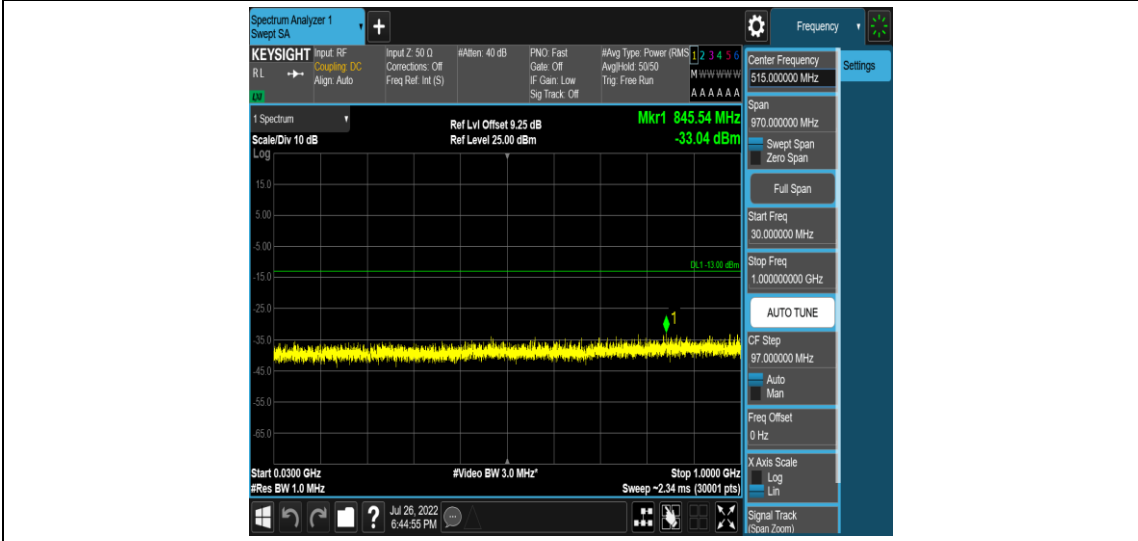 Spectrum Analyzer 1
Swept SA
+
Frequency
KEYSIGHT
RL
Input: RF
Coupling: DC
Align: Auto
Input Z: 50 Ω
Corrections: Off
Freq Ref: Int (S)
#Atten: 40 dB
PNO: Fast
Gate: Off
IF Gain: Low
Sig Track: Off
#Avg Type: Power (RMS
Avg|Hold: 50/50
Trig: Free Run
1 2 3 4 5 6
M W W W W W
A A A A A A
1 Spectrum
Scale/Div 10 dB
Log
Ref Lvl Offset 9.25 dB
Ref Level 25.00 dBm
Mkr1 845.54 MHz
-33.04 dBm
15.0
5.00
-5.00
-15.0
-25.0
-35.0
-45.0
-55.0
-65.0
DL1 -13.00 dBm
1
Start 0.0300 GHz
#Res BW 1.0 MHz
#Video BW 3.0 MHz*
Stop 1.0000 GHz
Sweep ~2.34 ms (30001 pts)
Center Frequency
515.000000 MHz
Settings
Span
970.000000 MHz
Swept Span
Zero Span
Full Span
Start Freq
30.000000 MHz
Stop Freq
1.000000000 GHz
AUTO TUNE
CF Step
97.000000 MHz
Auto
Man
Freq Offset
0 Hz
X Axis Scale
Log
Lin
Signal Track
(Span Zoom)
?
Jul 26, 2022
6:44:55 PM